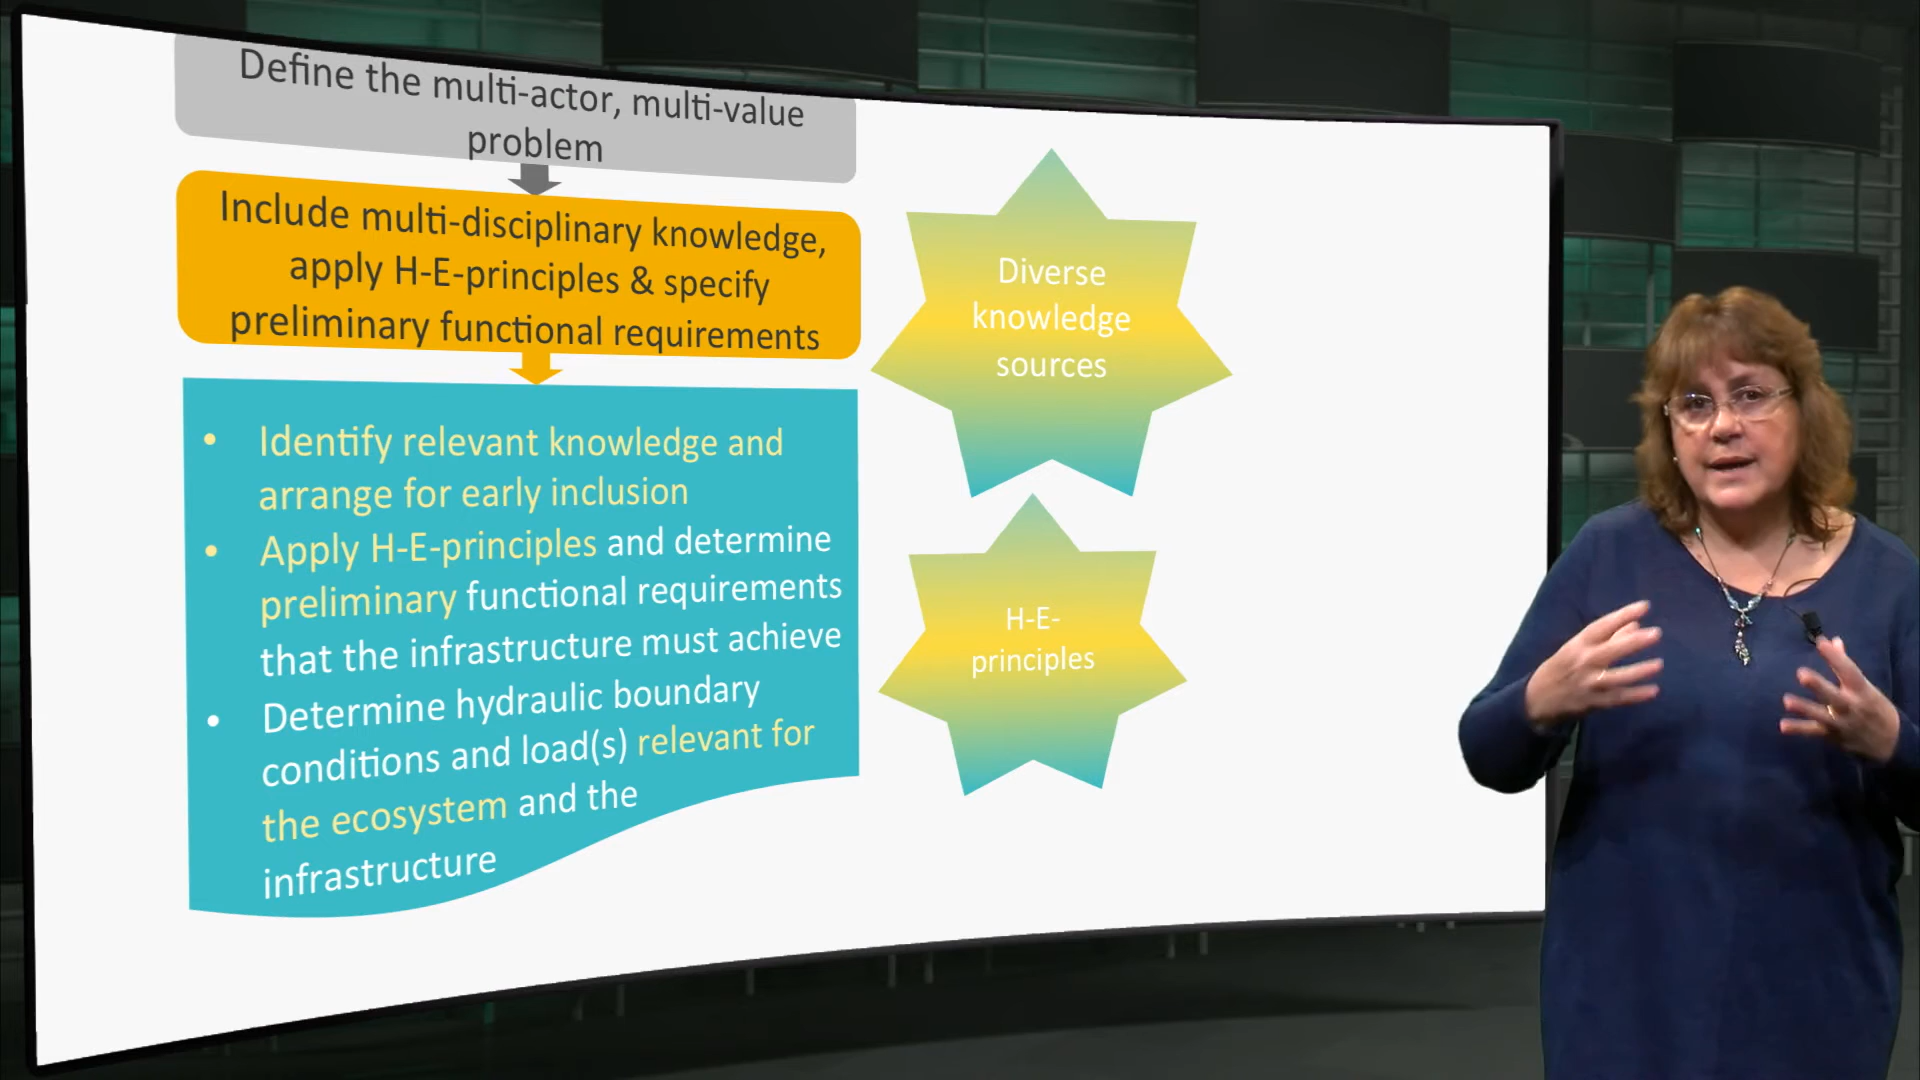 Define the multi-actor, multi-value
problem
Include multi-disciplinary knowledge,
apply H-E-principles & specify
preliminary functional requirements
• Identify relevant knowledge and
arrange for early inclusion
• Apply H-E-principles and determine
preliminary functional requirements
that the infrastructure must achieve
• Determine hydraulic boundary
conditions and load(s) relevant for
the ecosystem and the
infrastructure
Diverse
knowledge
sources
H-E-
principles